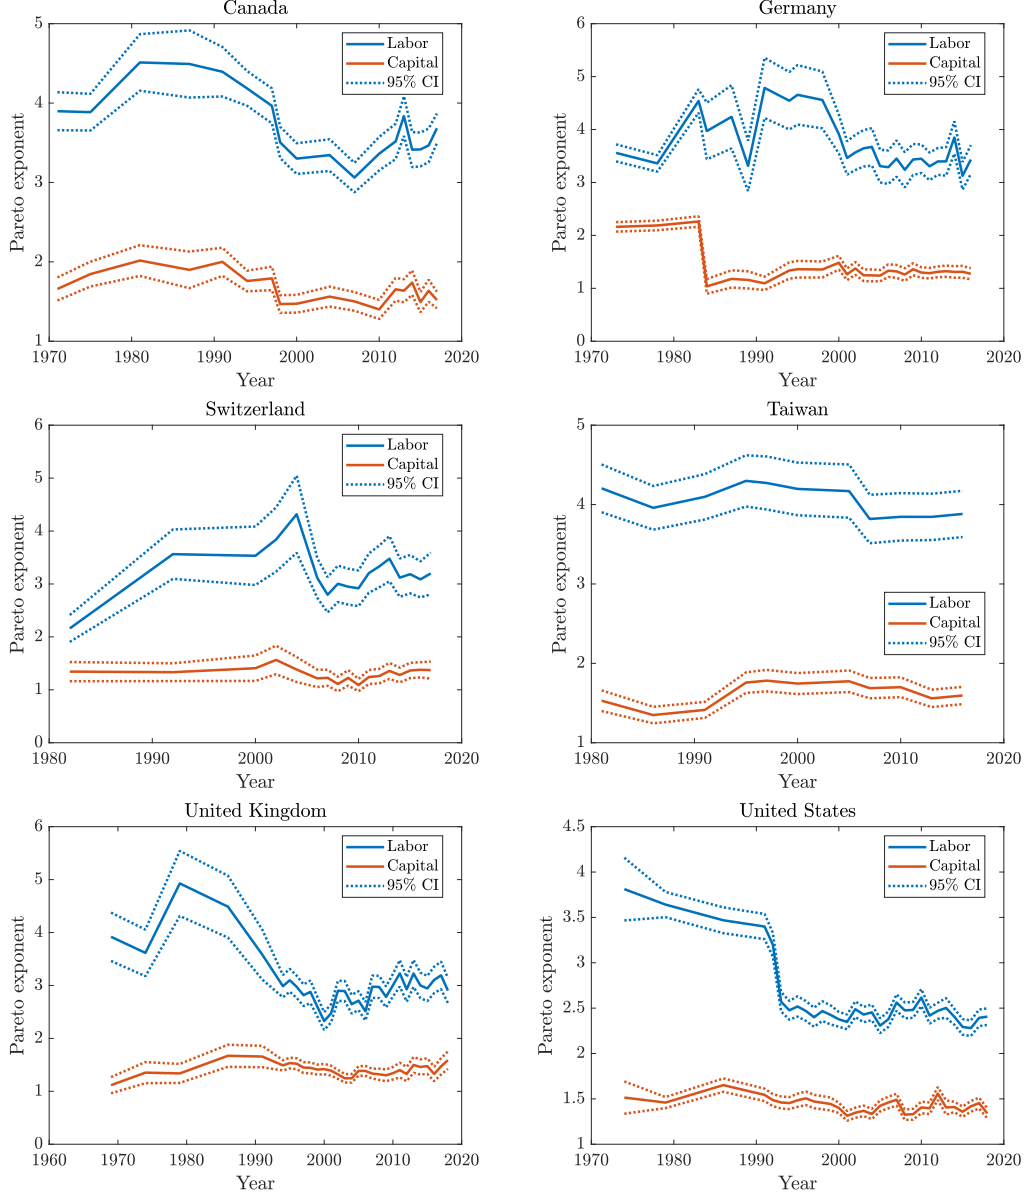 Canada
5
4
3
2
1
1970 1980 1990 2000 2010 2020
Pareto exponent
Year
Labor
Capital
95% CI
Germany
6
5
4
3
2
1
0
1970 1980 1990 2000 2010 2020
Pareto exponent
Year
Labor
Capital
95% CI
Switzerland
6
5
4
3
2
1
0
1980 1990 2000 2010 2020
Pareto exponent
Year
Labor
Capital
95% CI
Taiwan
5
4
3
2
1
1980 1990 2000 2010 2020
Pareto exponent
Year
Labor
Capital
95% CI
United Kingdom
6
5
4
3
2
1
0
1960 1970 1980 1990 2000 2010 2020
Pareto exponent
Year
Labor
Capital
95% CI
United States
4.5
4
3.5
3
2.5
2
1.5
1
1970 1980 1990 2000 2010 2020
Pareto exponent
Year
Labor
Capital
95% CI